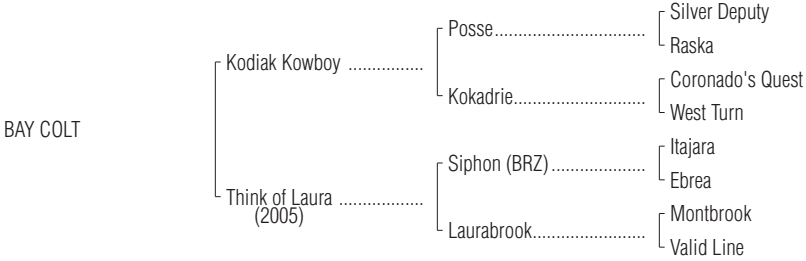 Silver Deputy
Posse..............................
Raska
Kodiak Kowboy ................
Coronado's Quest
Kokadrie............................
West Turn
BAY COLT
Itajara
Siphon (BRZ)....................
Ebrea
Think of Laura ..................
(2005)
Montbrook
Laurabrook........................
Valid Line